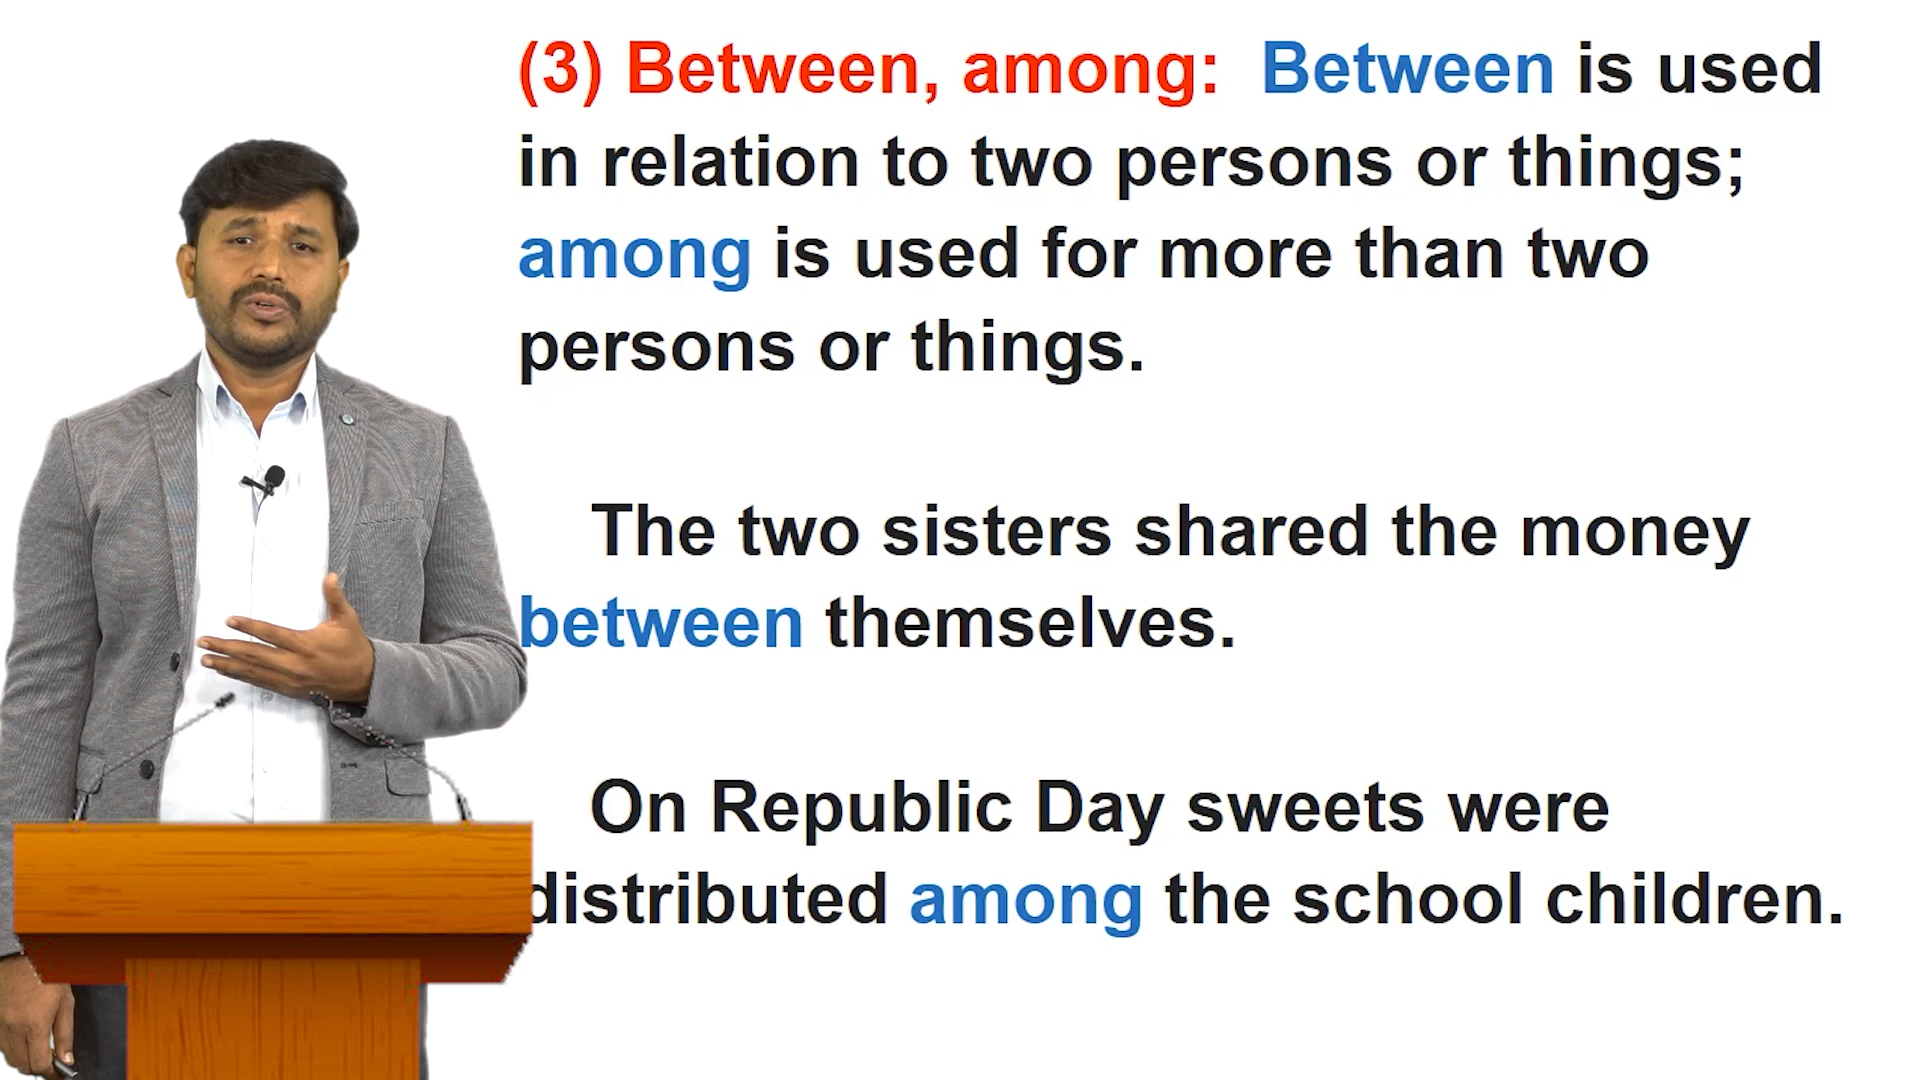 (3) Between, among: Between is used
in relation to two persons or things;
among is used for more than two
persons or things.
The two sisters shared the money
between themselves.
On Republic Day sweets were
distributed among the school children.